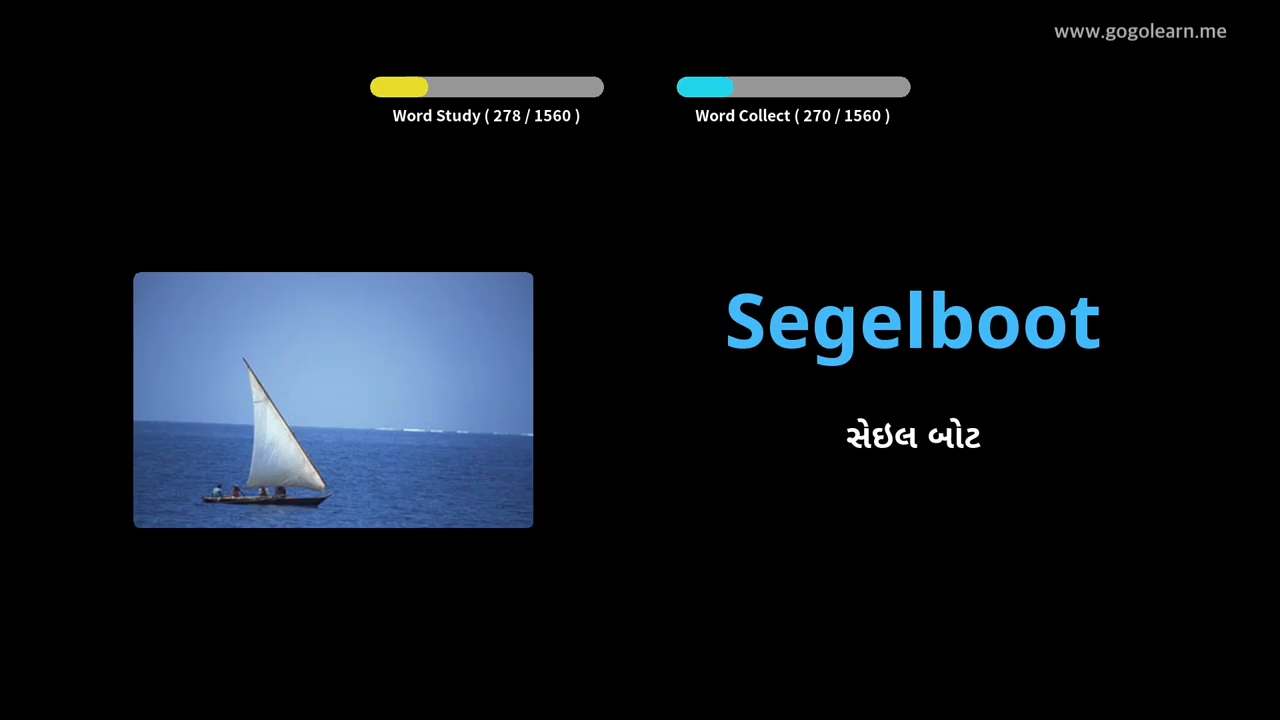 www.gogolearn.me
Word Study ( 278 / 1560 )
Word Collect ( 270 / 1560 )
Segelboot
સેઇલ બોટ